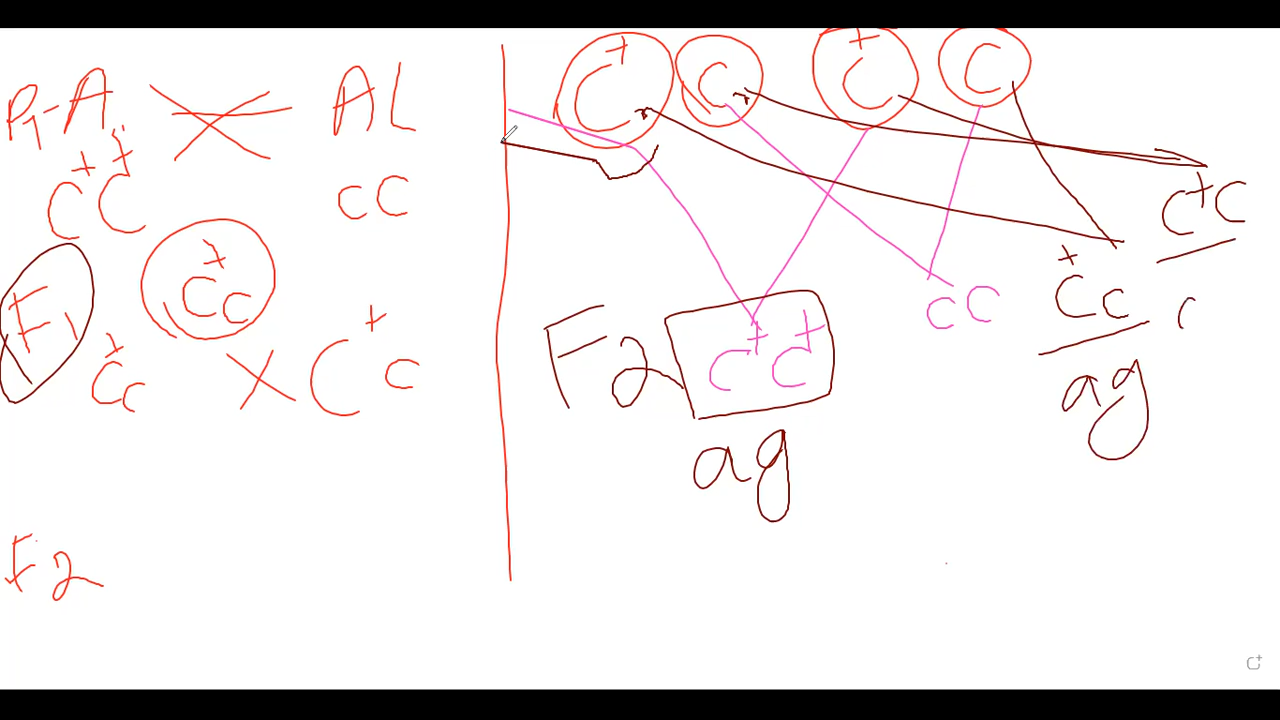 P1-A AL
C+C+ cc
C+c
F1
C+c X C+c
F2
C+ C C+ C
C+C
C+c
cc
F2 C+C+
ag
ag
C+